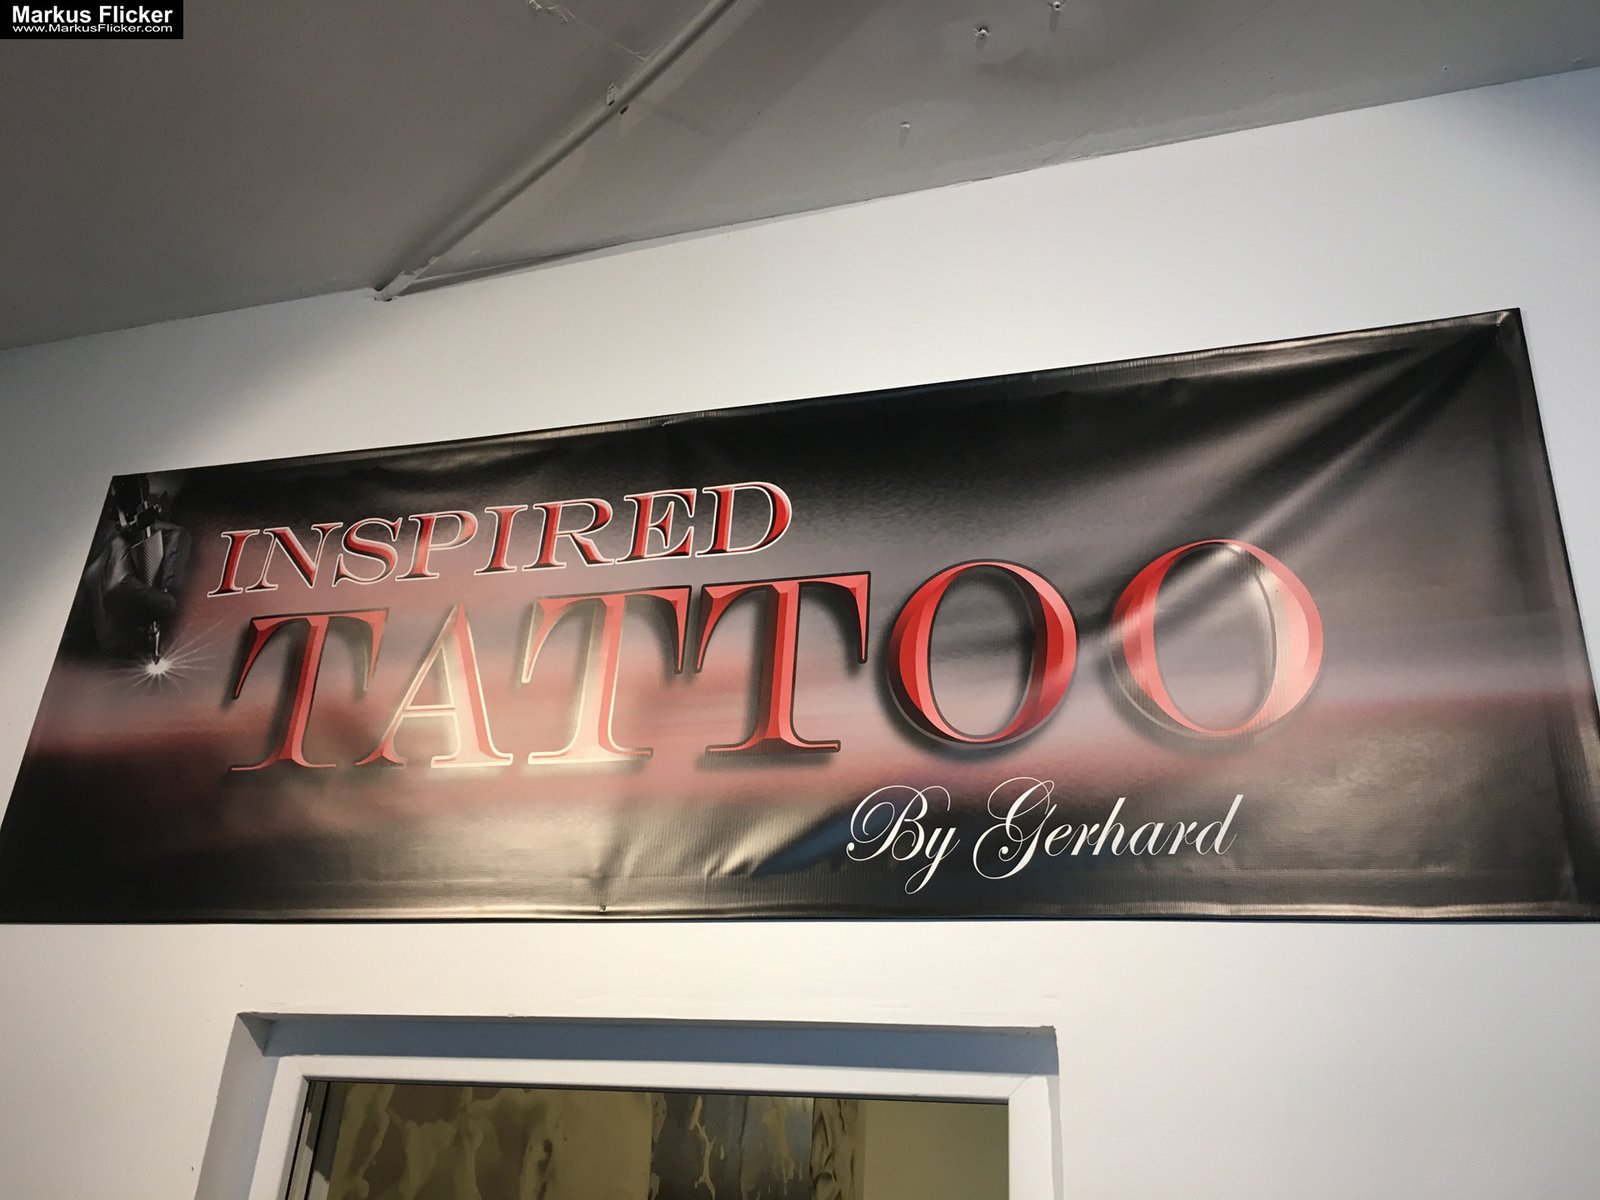 Markus Flicker
www.MarkusFlicker.com
INSPIRED
TATTOO
By Gerhard